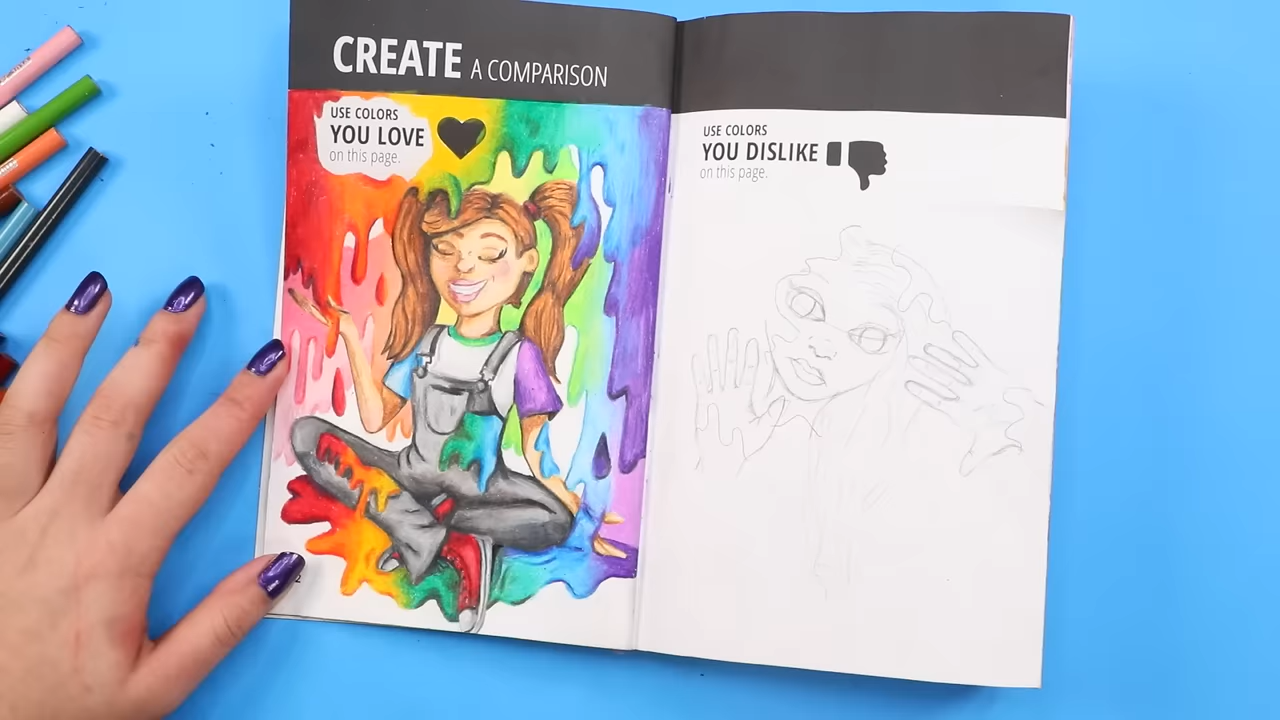 CREATE A COMPARISON
USE COLORS
YOU LOVE
on this page.
USE COLORS
YOU DISLIKE
on this page.